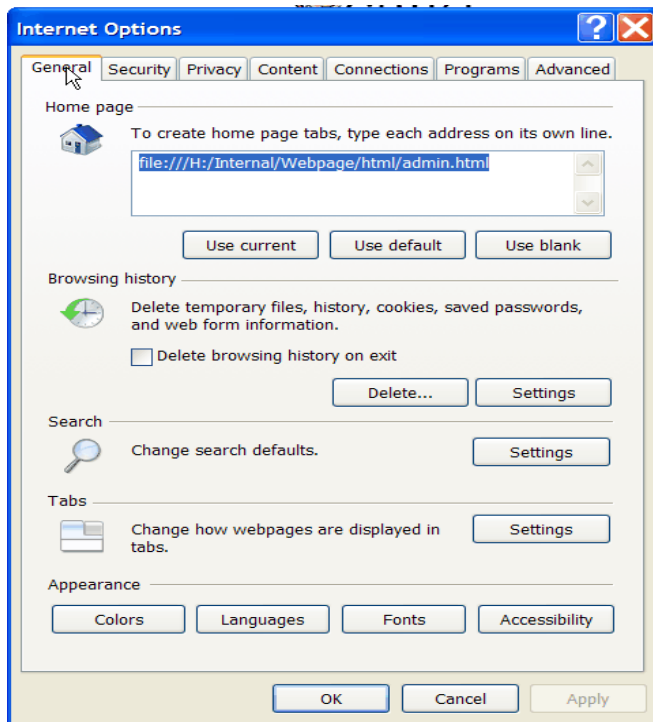 Internet Options
General Security Privacy Content Connections Programs Advanced
Home page
To create home page tabs, type each address on its own line.
file:///H:/Internal/Webpage/html/admin.html
Use current Use default Use blank
Browsing history
Delete temporary files, history, cookies, saved passwords,
and web form information.
Delete browsing history on exit
Delete... Settings
Search
Change search defaults. Settings
Tabs
Change how webpages are displayed in Settings
tabs.
Appearance
Colors Languages Fonts Accessibility
OK Cancel Apply